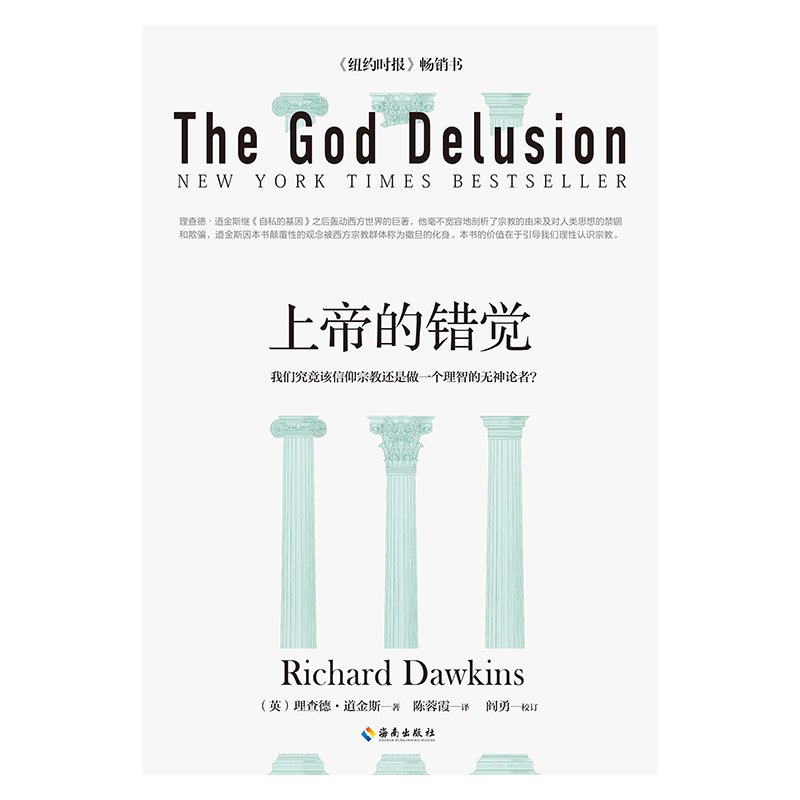 《纽约时报》畅销书
The God Delusion
NEW YORK TIMES BESTSELLER
理查德·道金斯继《自私的基因》之后轰动西方世界的巨著，他毫不宽容地剖析了宗教的由来及对人类思想的禁锢
和欺骗，道金斯因本书颠覆性的观念被西方宗教群体称为撒旦的化身。本书的价值在于引导我们理性认识宗教。
上帝的错觉
我们究竟该信仰宗教还是做一个理智的无神论者？
Richard Dawkins
（英）理查德·道金斯—著 陈蓉霞—译 阎勇—校订
海南出版社
HAINAN PUBLISHING HOUSE